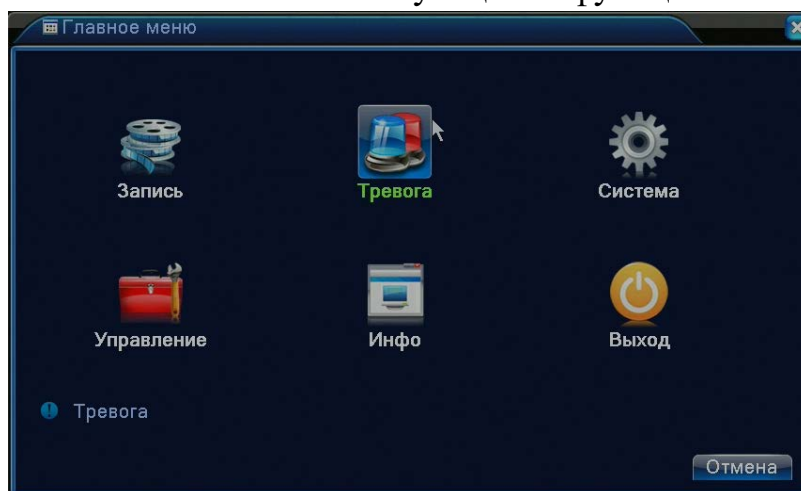 Главное меню
Запись
Тревога
Система
Управление
Инфо
Выход
Тревога
Отмена